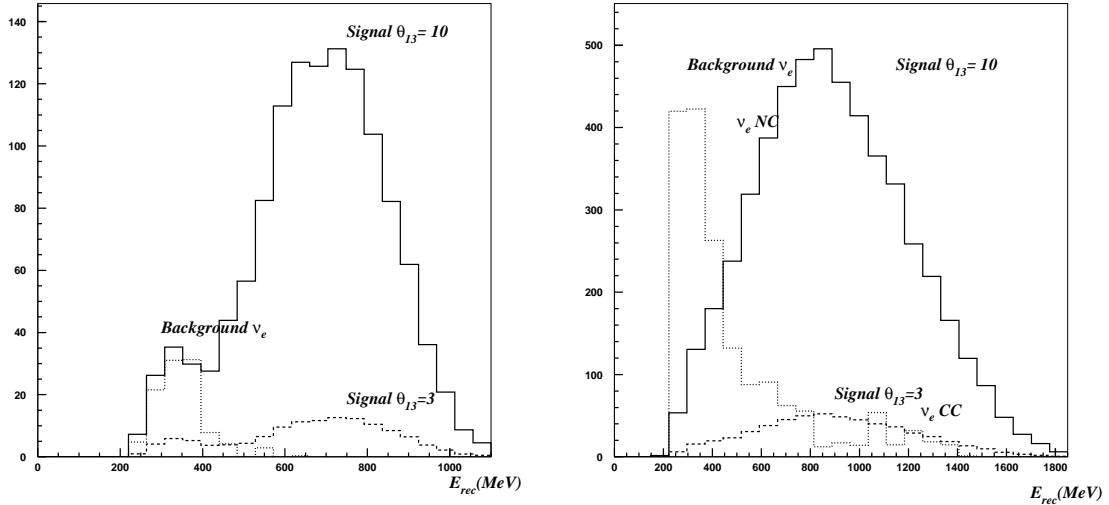 140
120
100
80
60
40
20
0
0 200 400 600 800 1000
Signal θ13= 10
Background νe
Signal θ13=3
Erec(MeV)
500
400
300
200
100
0
0 200 400 600 800 1000 1200 1400 1600 1800
Background νe
Signal θ13= 10
νe NC
Signal θ13=3
νe CC
Erec(MeV)